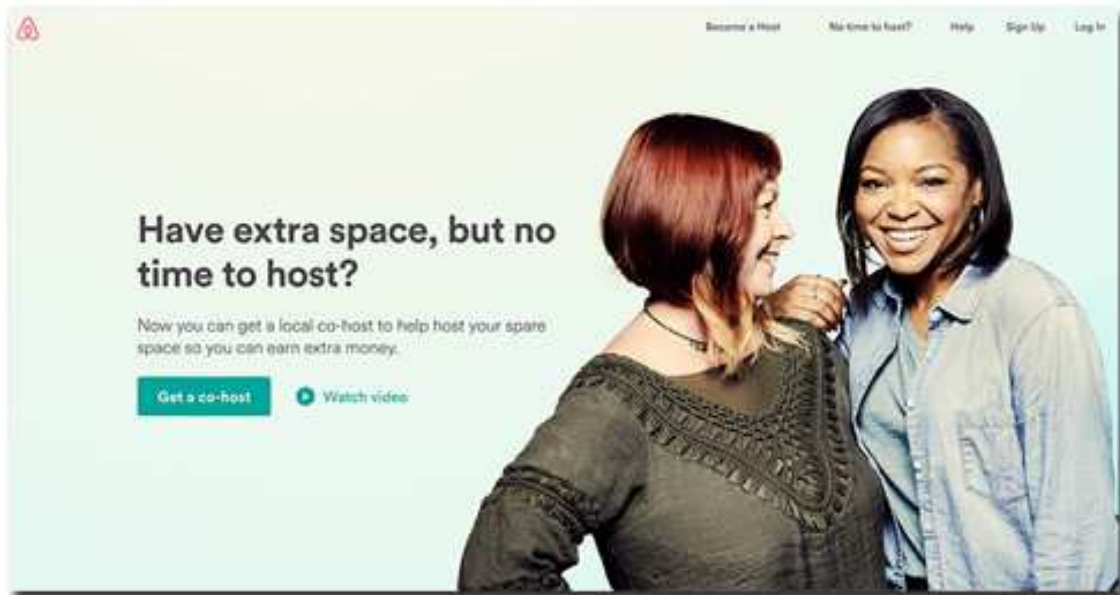 Become a Host
No time to host?
Help
Sign Up
Log In
Have extra space, but no
time to host?
Now you can get a local co-host to help host your spare
space so you can earn extra money.
Get a co-host
Watch video